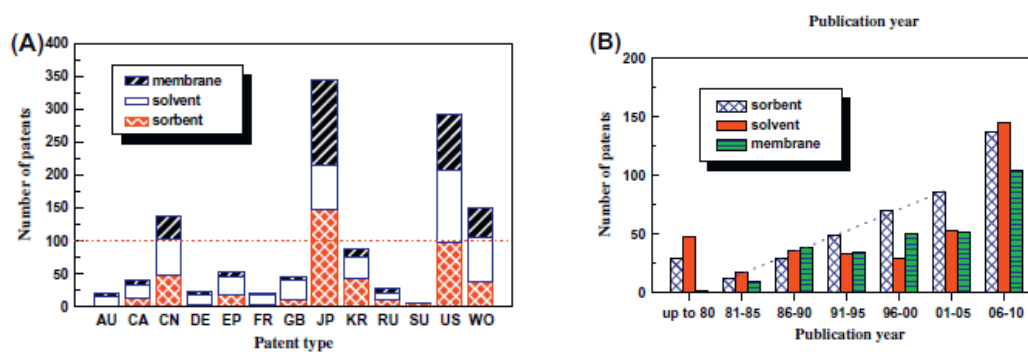 Publication year
(A)
400
350
300
250
200
150
100
50
0
Number of patents
membrane
solvent
sorbent
AU CA CN DE EP FR GB JP KR RU SU US WO
Patent type
(B)
200
150
100
50
0
Number of patents
sorbent
solvent
membrane
up to 80 81-85 86-90 91-95 96-00 01-05 06-10
Publication year